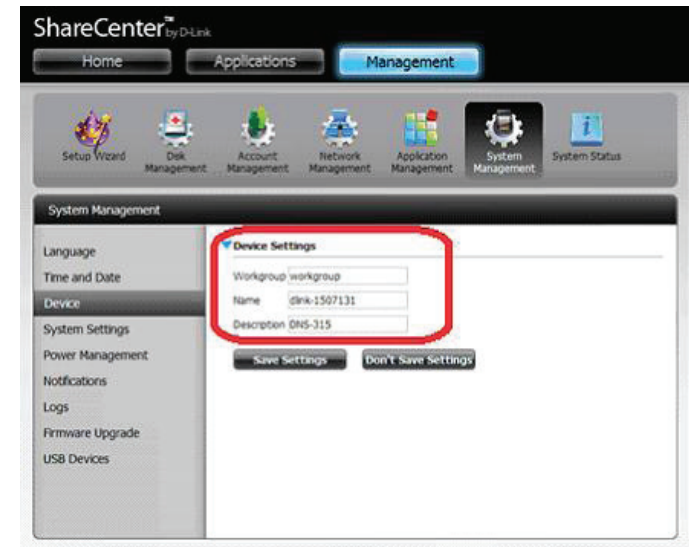 ShareCenter™ by D-Link
Home Applications Management
Setup Wizard
Disk Management
Account Management
Network Management
Application Management
System Management
System Status
System Management
Language
Time and Date
Device
System Settings
Power Management
Notifications
Logs
Firmware Upgrade
USB Devices
Device Settings
Workgroup workgroup
Name dlink-1507131
Description DNS-315
Save Settings Don't Save Settings